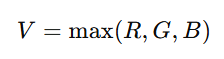 V = max(R, G, B)